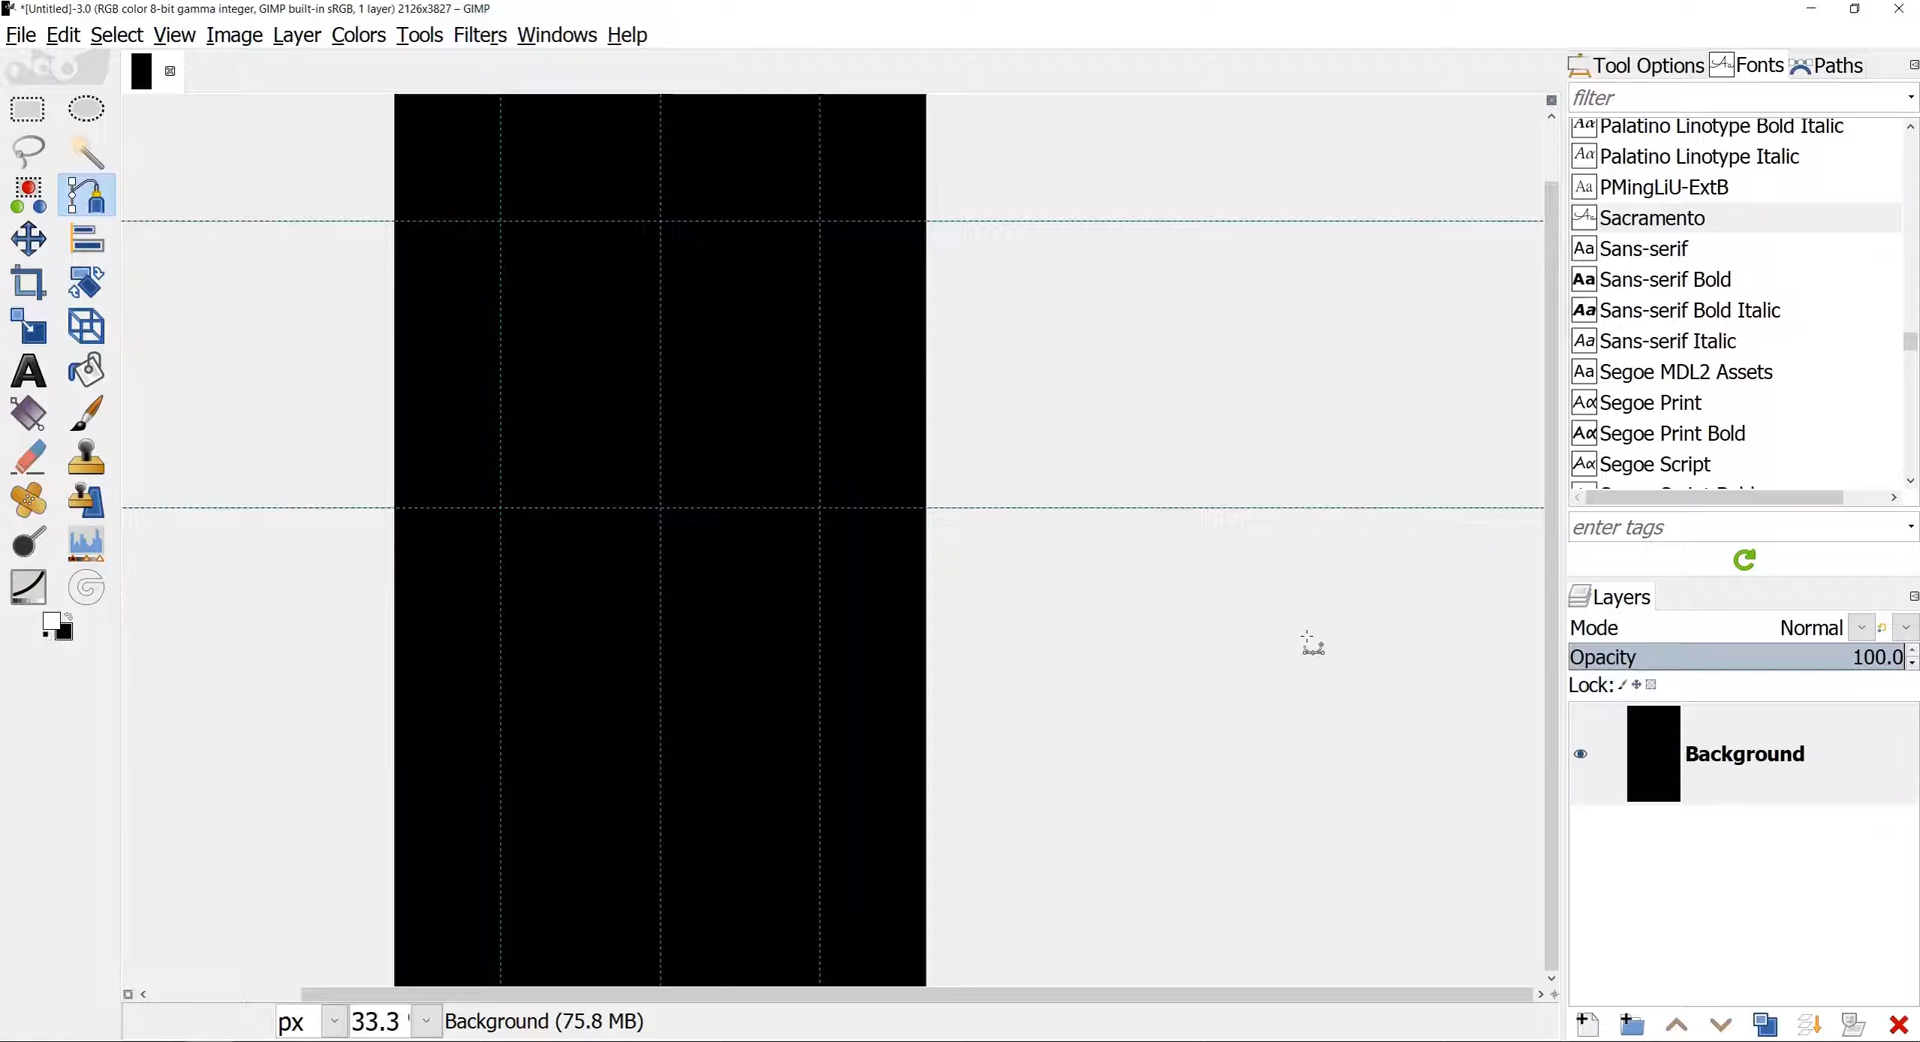 *[Untitled]-3.0 (RGB color 8-bit gamma integer, GIMP built-in sRGB, 1 layer) 2126x3827 – GIMP
File Edit Select View Image Layer Colors Tools Filters Windows Help
Tool Options Fonts Paths
filter
Palatino Linotype Bold Italic
Palatino Linotype Italic
PMingLiU-ExtB
Sacramento
Sans-serif
Sans-serif Bold
Sans-serif Bold Italic
Sans-serif Italic
Segoe MDL2 Assets
Segoe Print
Segoe Print Bold
Segoe Script
enter tags
Layers
Mode Normal
Opacity 100.0
Lock:
Background
px 33.3 Background (75.8 MB)